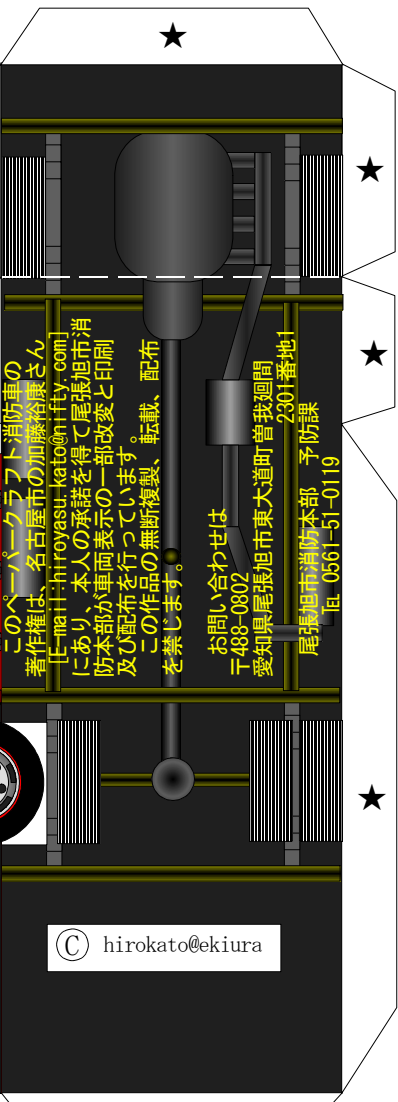 このペーパークラフト消防車の
著作権は、名古屋市の加藤裕康さん
[E-mail:hiroyasu.kato@nifty.com]
にあり、本人の承諾を得て尾張旭市消
防本部が車両表示の一部改変と印刷
及び配布を行っています。
この作品の無断複製、転載、配布
を禁じます。
お問い合わせは
〒488-0802
愛知県尾張旭市東大道町曽我廻間
2301番地1
尾張旭市消防本部 予防課
℡ 0561-51-0119
Ⓒ hirokato@ekiura